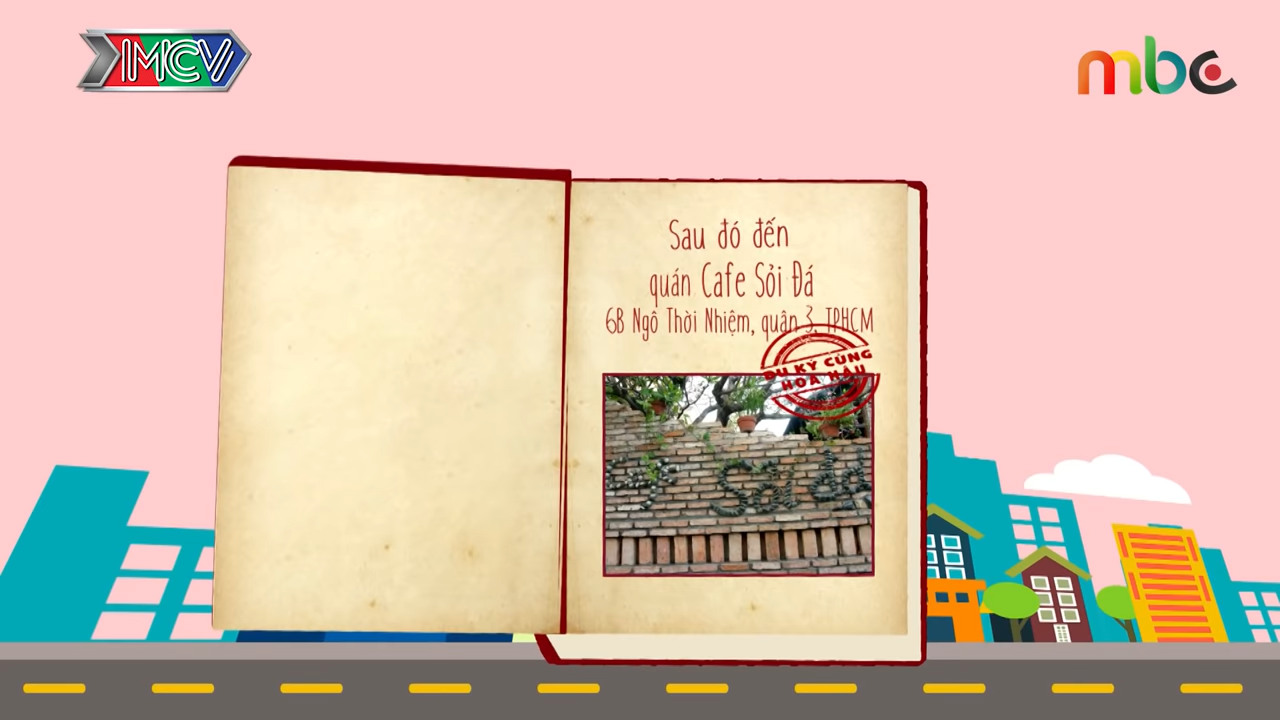 MCV
mbc
Sau đó đến
quán Cafe Sỏi Đá
6B Ngô Thời Nhiệm, quận 3, TPHCM
DU KÝ CÙNG
HOA HẬU
Sỏi đá